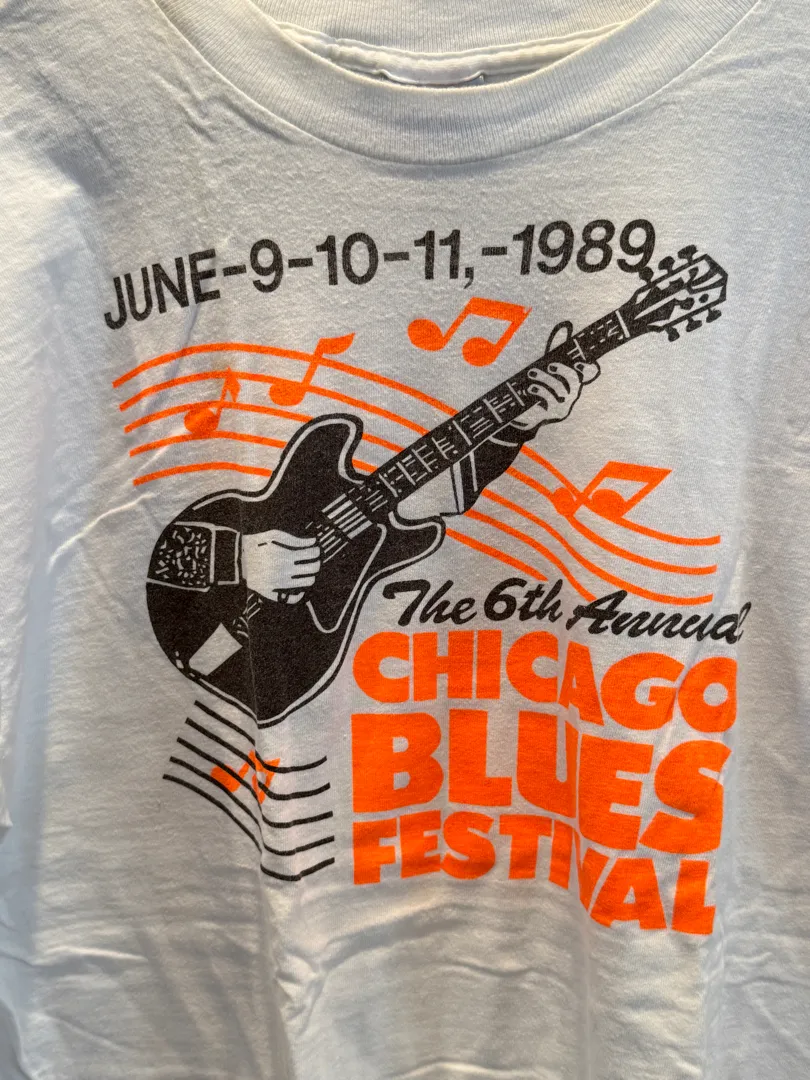 JUNE-9-10-11,-1989
The 6th Annual
CHICAGO
BLUES
FESTIVAL